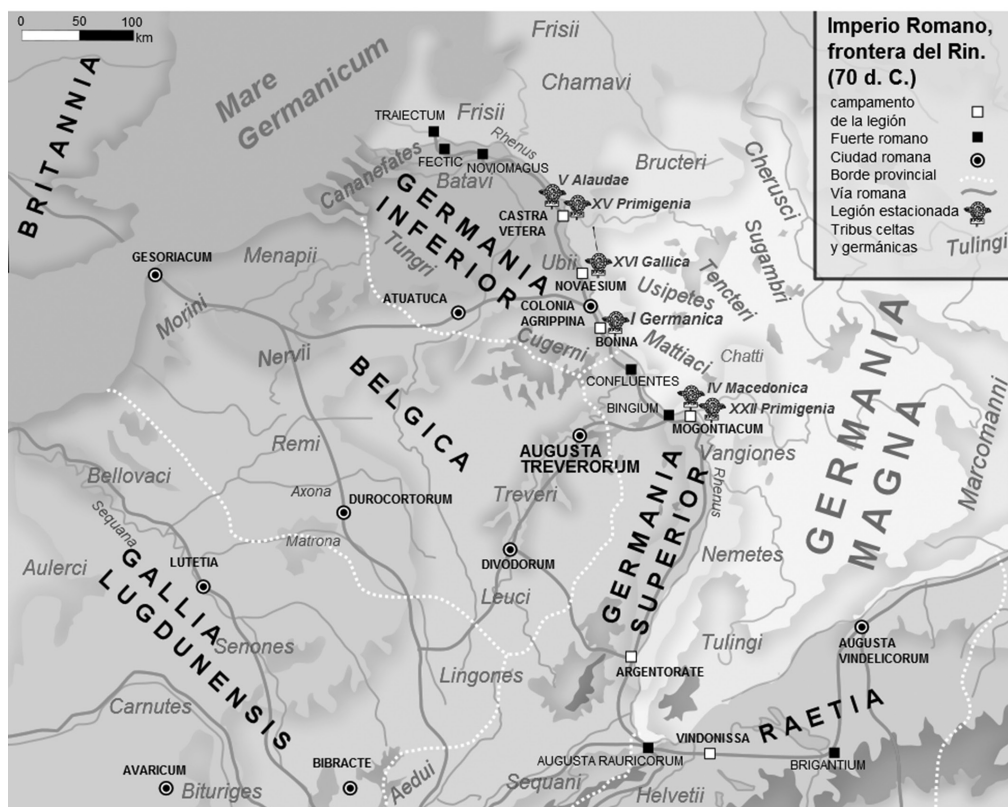 0 50 100
km
Imperio Romano,
frontera del Rin.
(70 d. C.)
campamento
de la legión
Fuerte romano
Ciudad romana
Borde provincial
Vía romana
Legión estacionada
Tribus celtas
y germánicas
BRITANNIA
Mare
Germanicum
Frisii
Chamavi
Frisii
TRAIECTUM
FECTIC
NOVIOMAGUS
Rhenus
Cananefates
Batavi
Bructeri
Cherusci
Sugambri
Tulingi
V Alaudae
XV Primigenia
CASTRA
VETERA
GERMANIA
INFERIOR
Tungri
Menapii
GESORIACUM
Morini
Nervii
ATUATUCA
Ubii
XVI Gallica
NOVAESIUM
Usipetes
Tencteri
COLONIA
AGRIPPINA
I Germanica
BONNA
Cugerni
Mattiaci
Chatti
CONFLUENTES
IV Macedonica
XXII Primigenia
BINGIUM
MOGONTIACUM
BELGICA
AUGUSTA
TREVERORUM
Vangiones
Rhenus
GERMANIA
MAGNA
Marcomanni
Remi
Bellovaci
Axona
DUROCORTORUM
Treveri
Sequana
Matrona
GERMANIA
SUPERIOR
Nemetes
Aulerci
LUTETIA
DIVODORUM
Leuci
GALLIA
LUGDUNENSIS
Senones
Lingones
Tulingi
AUGUSTA
VINDELICORUM
ARGENTORATE
Carnutes
RAETIA
VINDONISSA
AUGUSTA RAURICORUM
BRIGANTIUM
AVARICUM
Bituriges
BIBRACTE
Aedui
Sequani
Helvetii